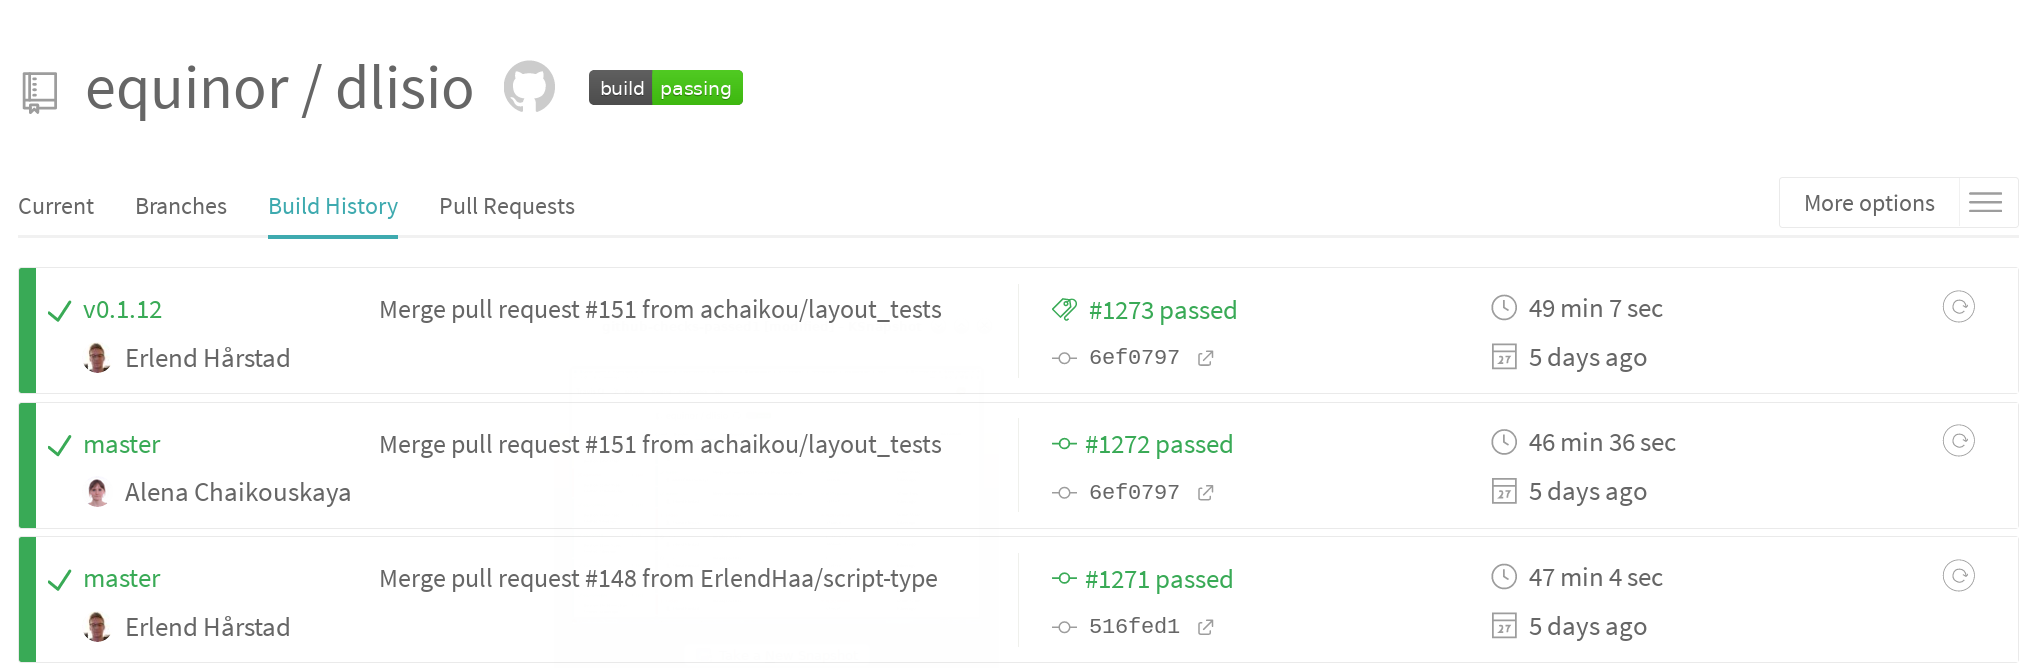 equinor / dlisio build passing
Current Branches Build History Pull Requests More options
v0.1.12 Merge pull request #151 from achaikou/layout_tests #1273 passed 49 min 7 sec
Erlend Hårstad 6ef0797 27 5 days ago
master Merge pull request #151 from achaikou/layout_tests #1272 passed 46 min 36 sec
Alena Chaikouskaya 6ef0797 27 5 days ago
master Merge pull request #148 from ErlendHaa/script-type #1271 passed 47 min 4 sec
Erlend Hårstad 516fed1 27 5 days ago